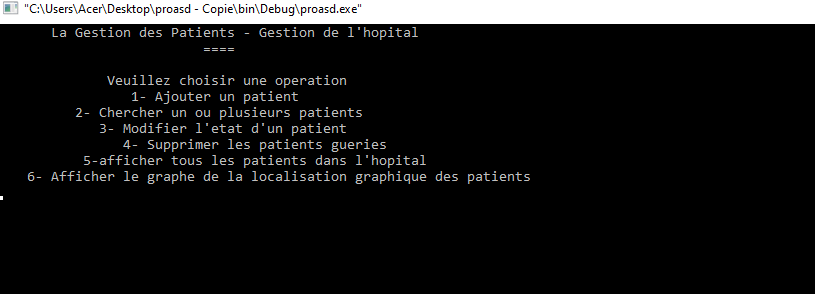 "C:\Users\Acer\Desktop\proasd - Copie\bin\Debug\proasd.exe"
La Gestion des Patients - Gestion de l'hopital
====
Veuillez choisir une operation
1- Ajouter un patient
2- Chercher un ou plusieurs patients
3- Modifier l'etat d'un patient
4- Supprimer les patients gueries
5-afficher tous les patients dans l'hopital
6- Afficher le graphe de la localisation graphique des patients